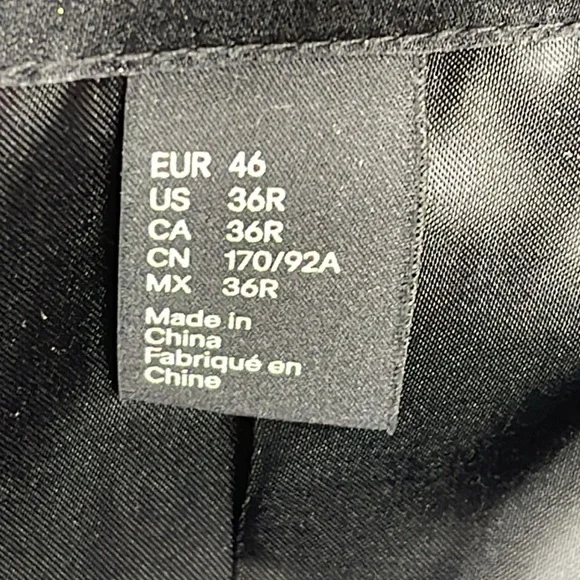 EUR 46
US 36R
CA 36R
CN 170/92A
MX 36R
Made in
China
Fabriqué en
Chine